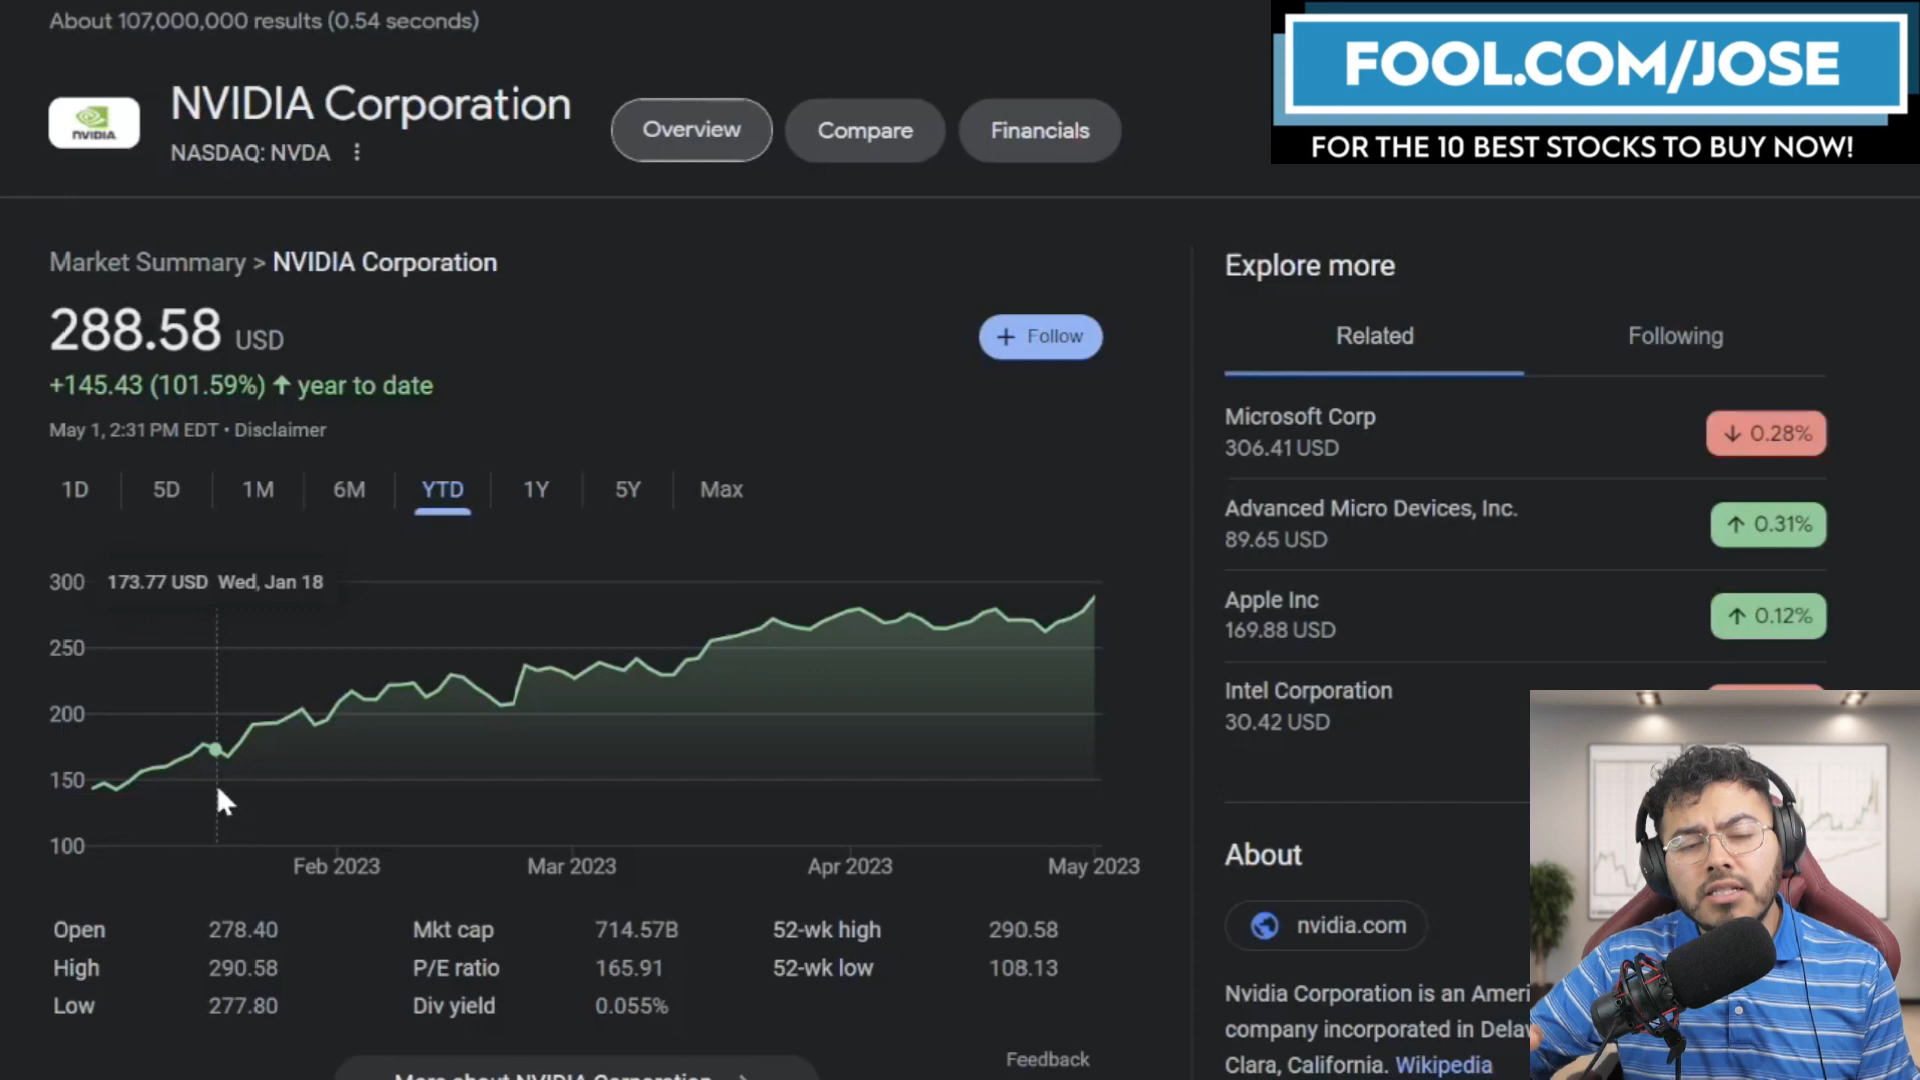 About 107,000,000 results (0.54 seconds)
FOOL.COM/JOSE
FOR THE 10 BEST STOCKS TO BUY NOW!
NVIDIA
NVIDIA Corporation
NASDAQ: NVDA
Overview
Compare
Financials
Market Summary > NVIDIA Corporation
288.58 USD
+145.43 (101.59%) ↑ year to date
May 1, 2:31 PM EDT • Disclaimer
+ Follow
1D 5D 1M 6M YTD 1Y 5Y Max
173.77 USD Wed, Jan 18
300
250
200
150
100
Feb 2023 Mar 2023 Apr 2023 May 2023
Open 278.40 Mkt cap 714.57B 52-wk high 290.58
High 290.58 P/E ratio 165.91 52-wk low 108.13
Low 277.80 Div yield 0.055%
Feedback
More about NVIDIA Corporation
Explore more
Related Following
Microsoft Corp
306.41 USD
↓ 0.28%
Advanced Micro Devices, Inc.
89.65 USD
↑ 0.31%
Apple Inc
169.88 USD
↑ 0.12%
Intel Corporation
30.42 USD
About
nvidia.com
Nvidia Corporation is an Ameri
company incorporated in Delaw
Clara, California. Wikipedia